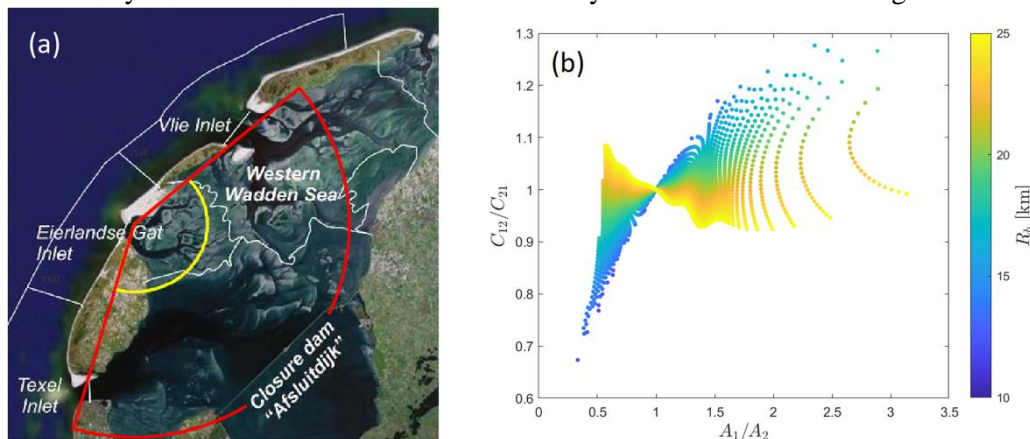 (a)
Vlie Inlet
Western
Wadden Sea
Eierlandse Gat
Inlet
Closure dam
"Afsluitdijk"
Texel
Inlet
(b)
1.3
1.2
1.1
1
0.9
0.8
0.7
0.6
C₁₂/C₂₁
0 0.5 1 1.5 2 2.5 3 3.5
A₁/A₂
25
20
15
10
R_b [km]